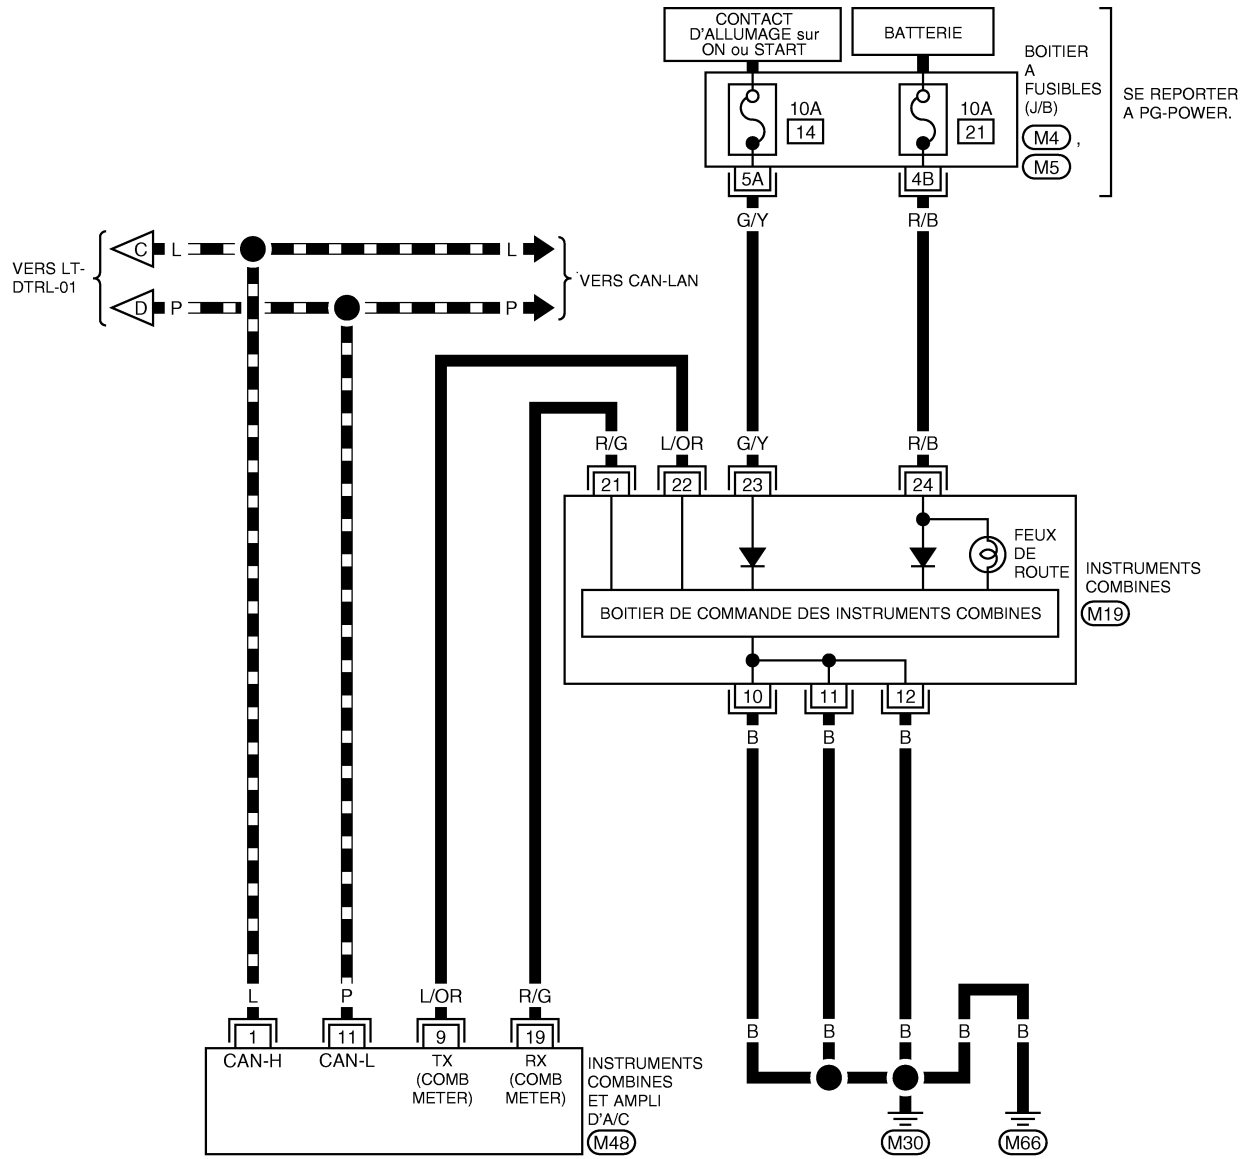 CONTACT
D'ALLUMAGE sur
ON ou START
BATTERIE
BOITIER
A
FUSIBLES
(J/B)
M4 ,
M5
SE REPORTER
A PG-POWER.
10A
14
10A
21
5A
4B
G/Y
R/B
VERS LT-
DTRL-01
C
L
L
D
P
P
VERS CAN-LAN
R/G
L/OR
G/Y
R/B
21
22
23
24
FEUX
DE
ROUTE
INSTRUMENTS
COMBINES
M19
BOITIER DE COMMANDE DES INSTRUMENTS COMBINES
10
11
12
B
B
B
L
P
L/OR
R/G
B
B
B
B
B
1
11
9
19
CAN-H
CAN-L
TX
(COMB
METER)
RX
(COMB
METER)
INSTRUMENTS
COMBINES
ET AMPLI
D'A/C
M48
M30
M66